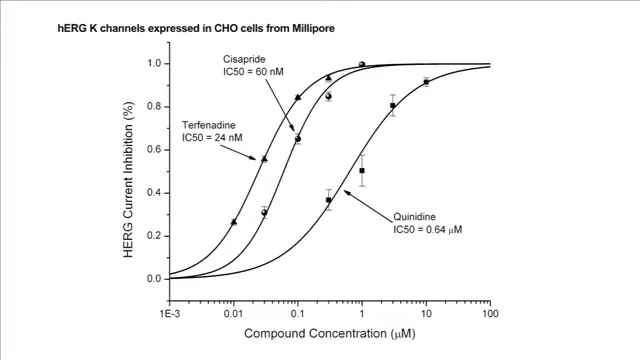 hERG K channels expressed in CHO cells from Millipore
Cisapride
IC50 = 60 nM
Terfenadine
IC50 = 24 nM
Quinidine
IC50 = 0.64 μM
HERG Current Inhibition (%)
1.0
0.8
0.6
0.4
0.2
0.0
1E-3
0.01
0.1
1
10
100
Compound Concentration (μM)